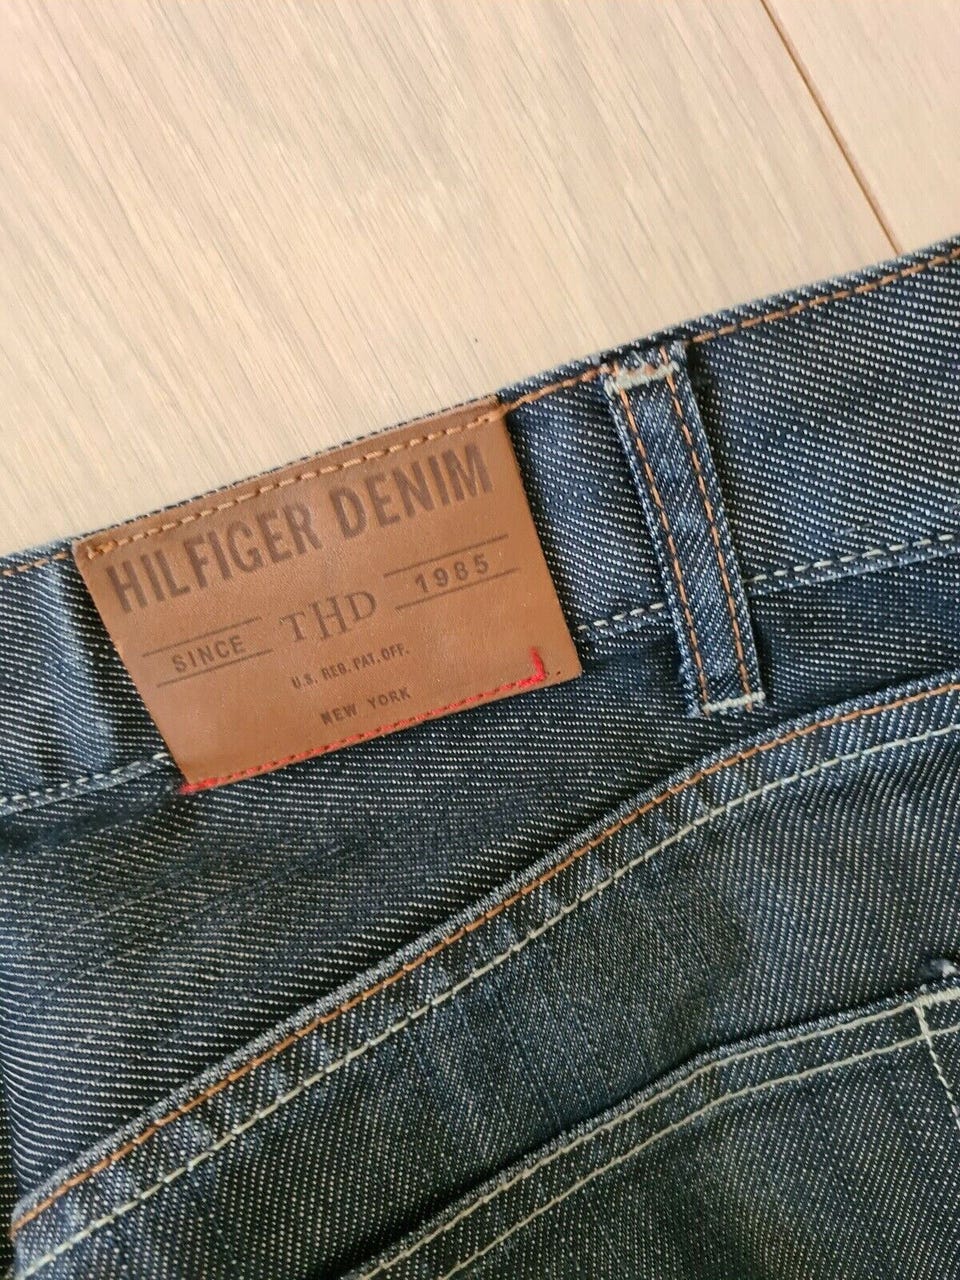 HILFIGER DENIM
SINCE THD 1985
U.S. REG. PAT. OFF.
NEW YORK